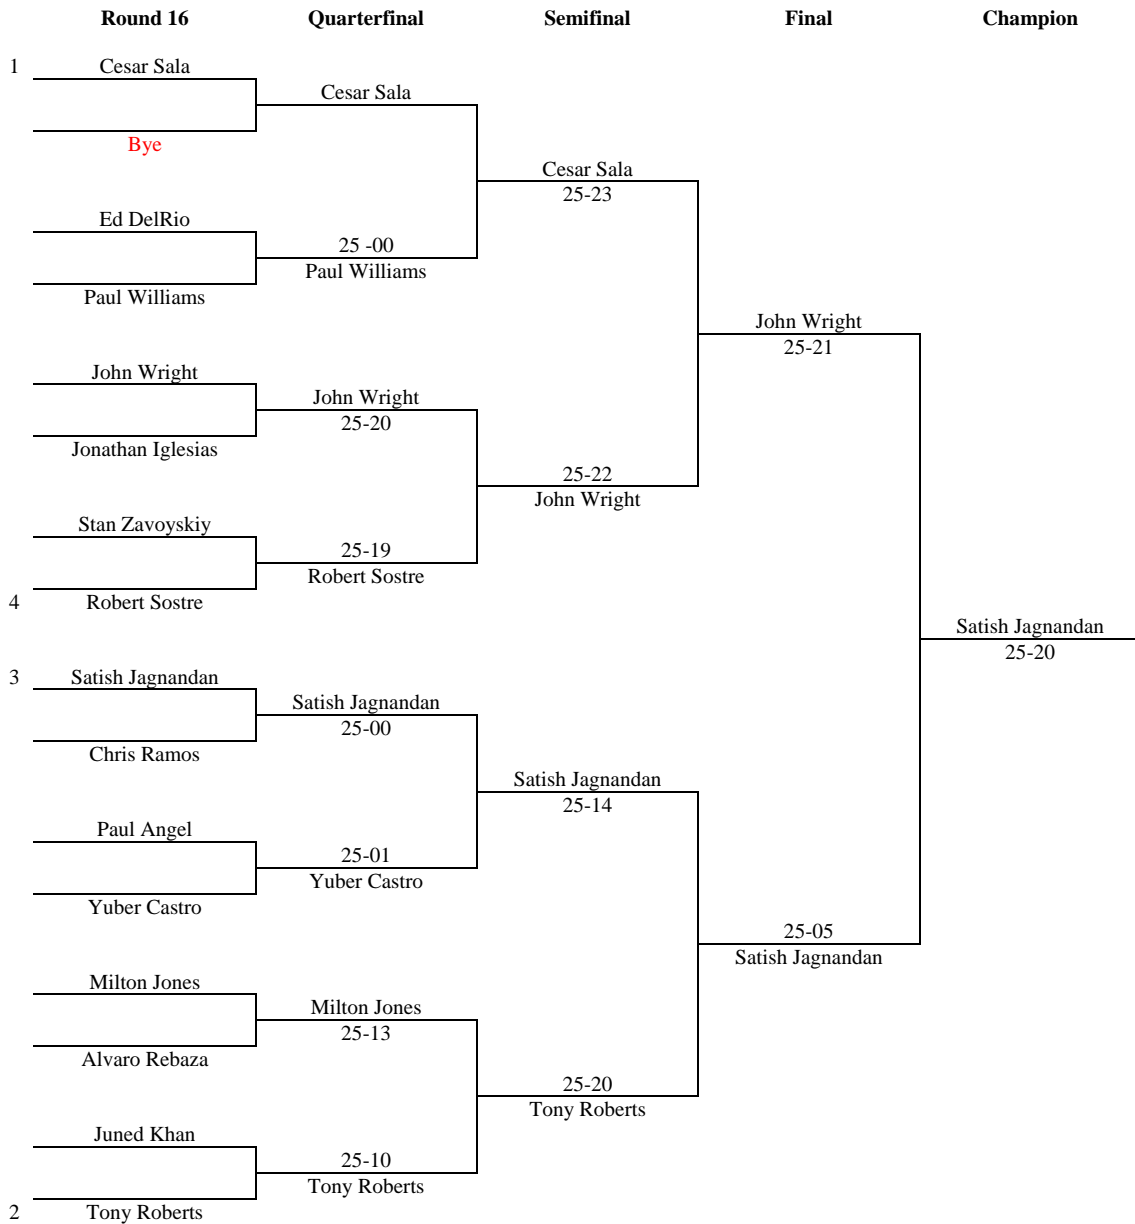 Round 16 Quarterfinal Semifinal Final Champion
1 Cesar Sala
Cesar Sala
Bye
Cesar Sala
25-23
Ed DelRio
25 -00
Paul Williams
Paul Williams
John Wright
25-21
John Wright
John Wright
25-20
Jonathan Iglesias
25-22
John Wright
Stan Zavoyskiy
25-19
Robert Sostre
4 Robert Sostre
Satish Jagnandan
25-20
3 Satish Jagnandan
Satish Jagnandan
25-00
Chris Ramos
Satish Jagnandan
25-14
Paul Angel
25-01
Yuber Castro
Yuber Castro
25-05
Satish Jagnandan
Milton Jones
Milton Jones
25-13
Alvaro Rebaza
25-20
Tony Roberts
Juned Khan
25-10
Tony Roberts
2 Tony Roberts